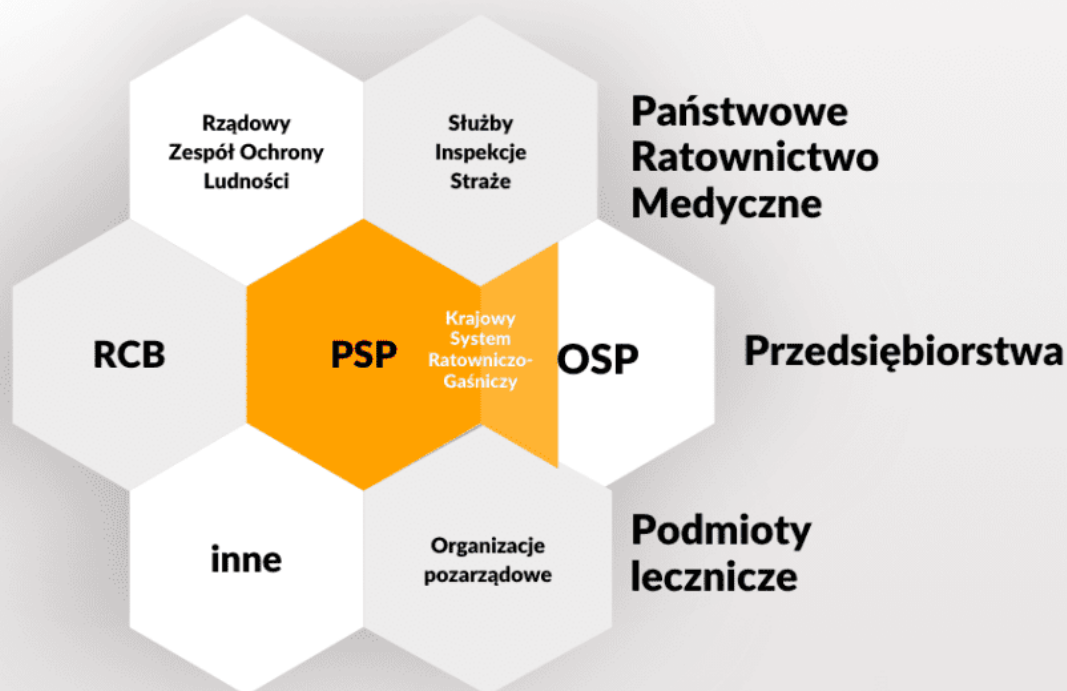 Rządowy
Zespół Ochrony
Ludności
Służby
Inspekcje
Straże
Państwowe
Ratownictwo
Medyczne
RCB
PSP
Krajowy
System
Ratowniczo-
Gaśniczy
OSP
Przedsiębiorstwa
inne
Organizacje
pozarządowe
Podmioty
lecznicze